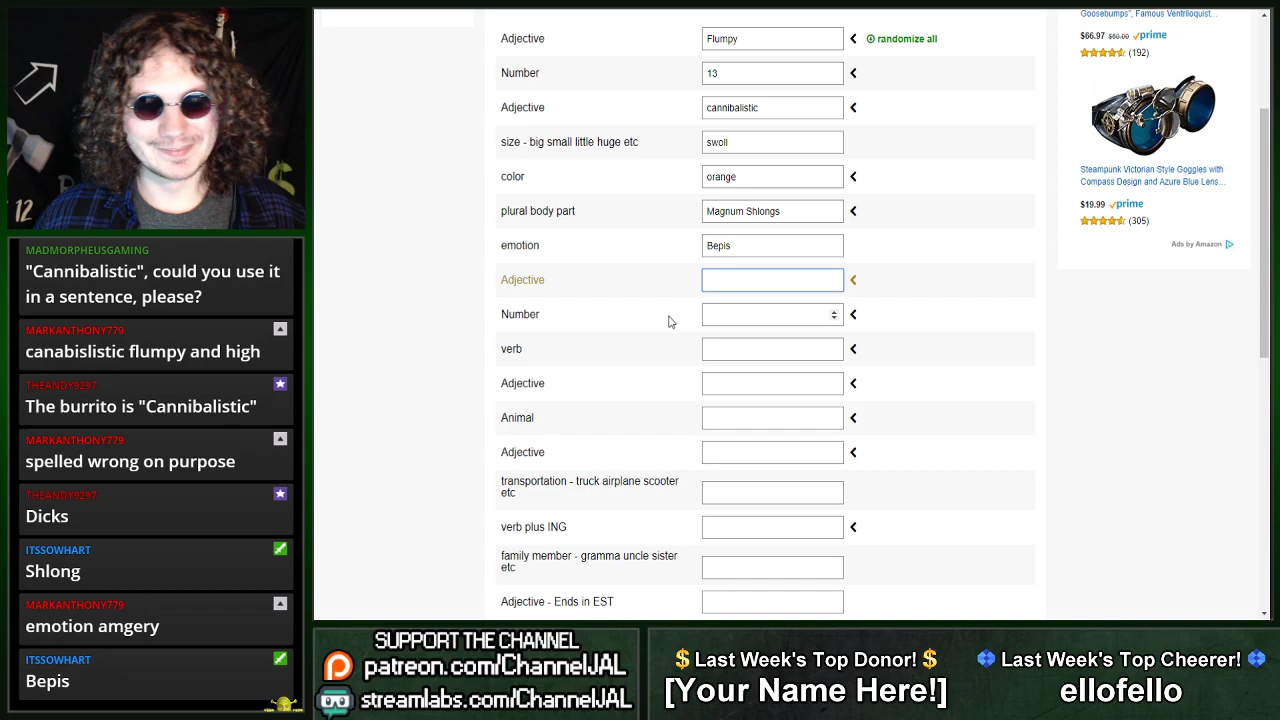 12
MADMORPHEUSGAMING
"Cannibalistic", could you use it
in a sentence, please?
MARKANTHONY779
canabislistic flumpy and high
THEANDY9297
The burrito is "Cannibalistic"
MARKANTHONY779
spelled wrong on purpose
THEANDY9297
Dicks
ITSSOWHART
Shlong
MARKANTHONY779
emotion amgery
ITSSOWHART
Bepis
Adjective Flumpy randomize all
Number 13
Adjective cannibalistic
size - big small little huge etc swoll
color orange
plural body part Magnum Shlongs
emotion Bepis
Adjective
Number
verb
Adjective
Animal
Adjective
transportation - truck airplane scooter
etc
verb plus ING
family member - gramma uncle sister
etc
Adjective - Ends in EST
Goosebumps", Famous Ventriloquist...
$66.97 $80.00 prime
(192)
Steampunk Victorian Style Goggles with
Compass Design and Azure Blue Lens...
$19.99 prime
(305)
Ads by Amazon
SUPPORT THE CHANNEL
patreon.com/ChannelJAL
streamlabs.com/ChannelJAL
$ Last Week's Top Donor! $
[Your Name Here!]
Last Week's Top Cheerer!
ellofello